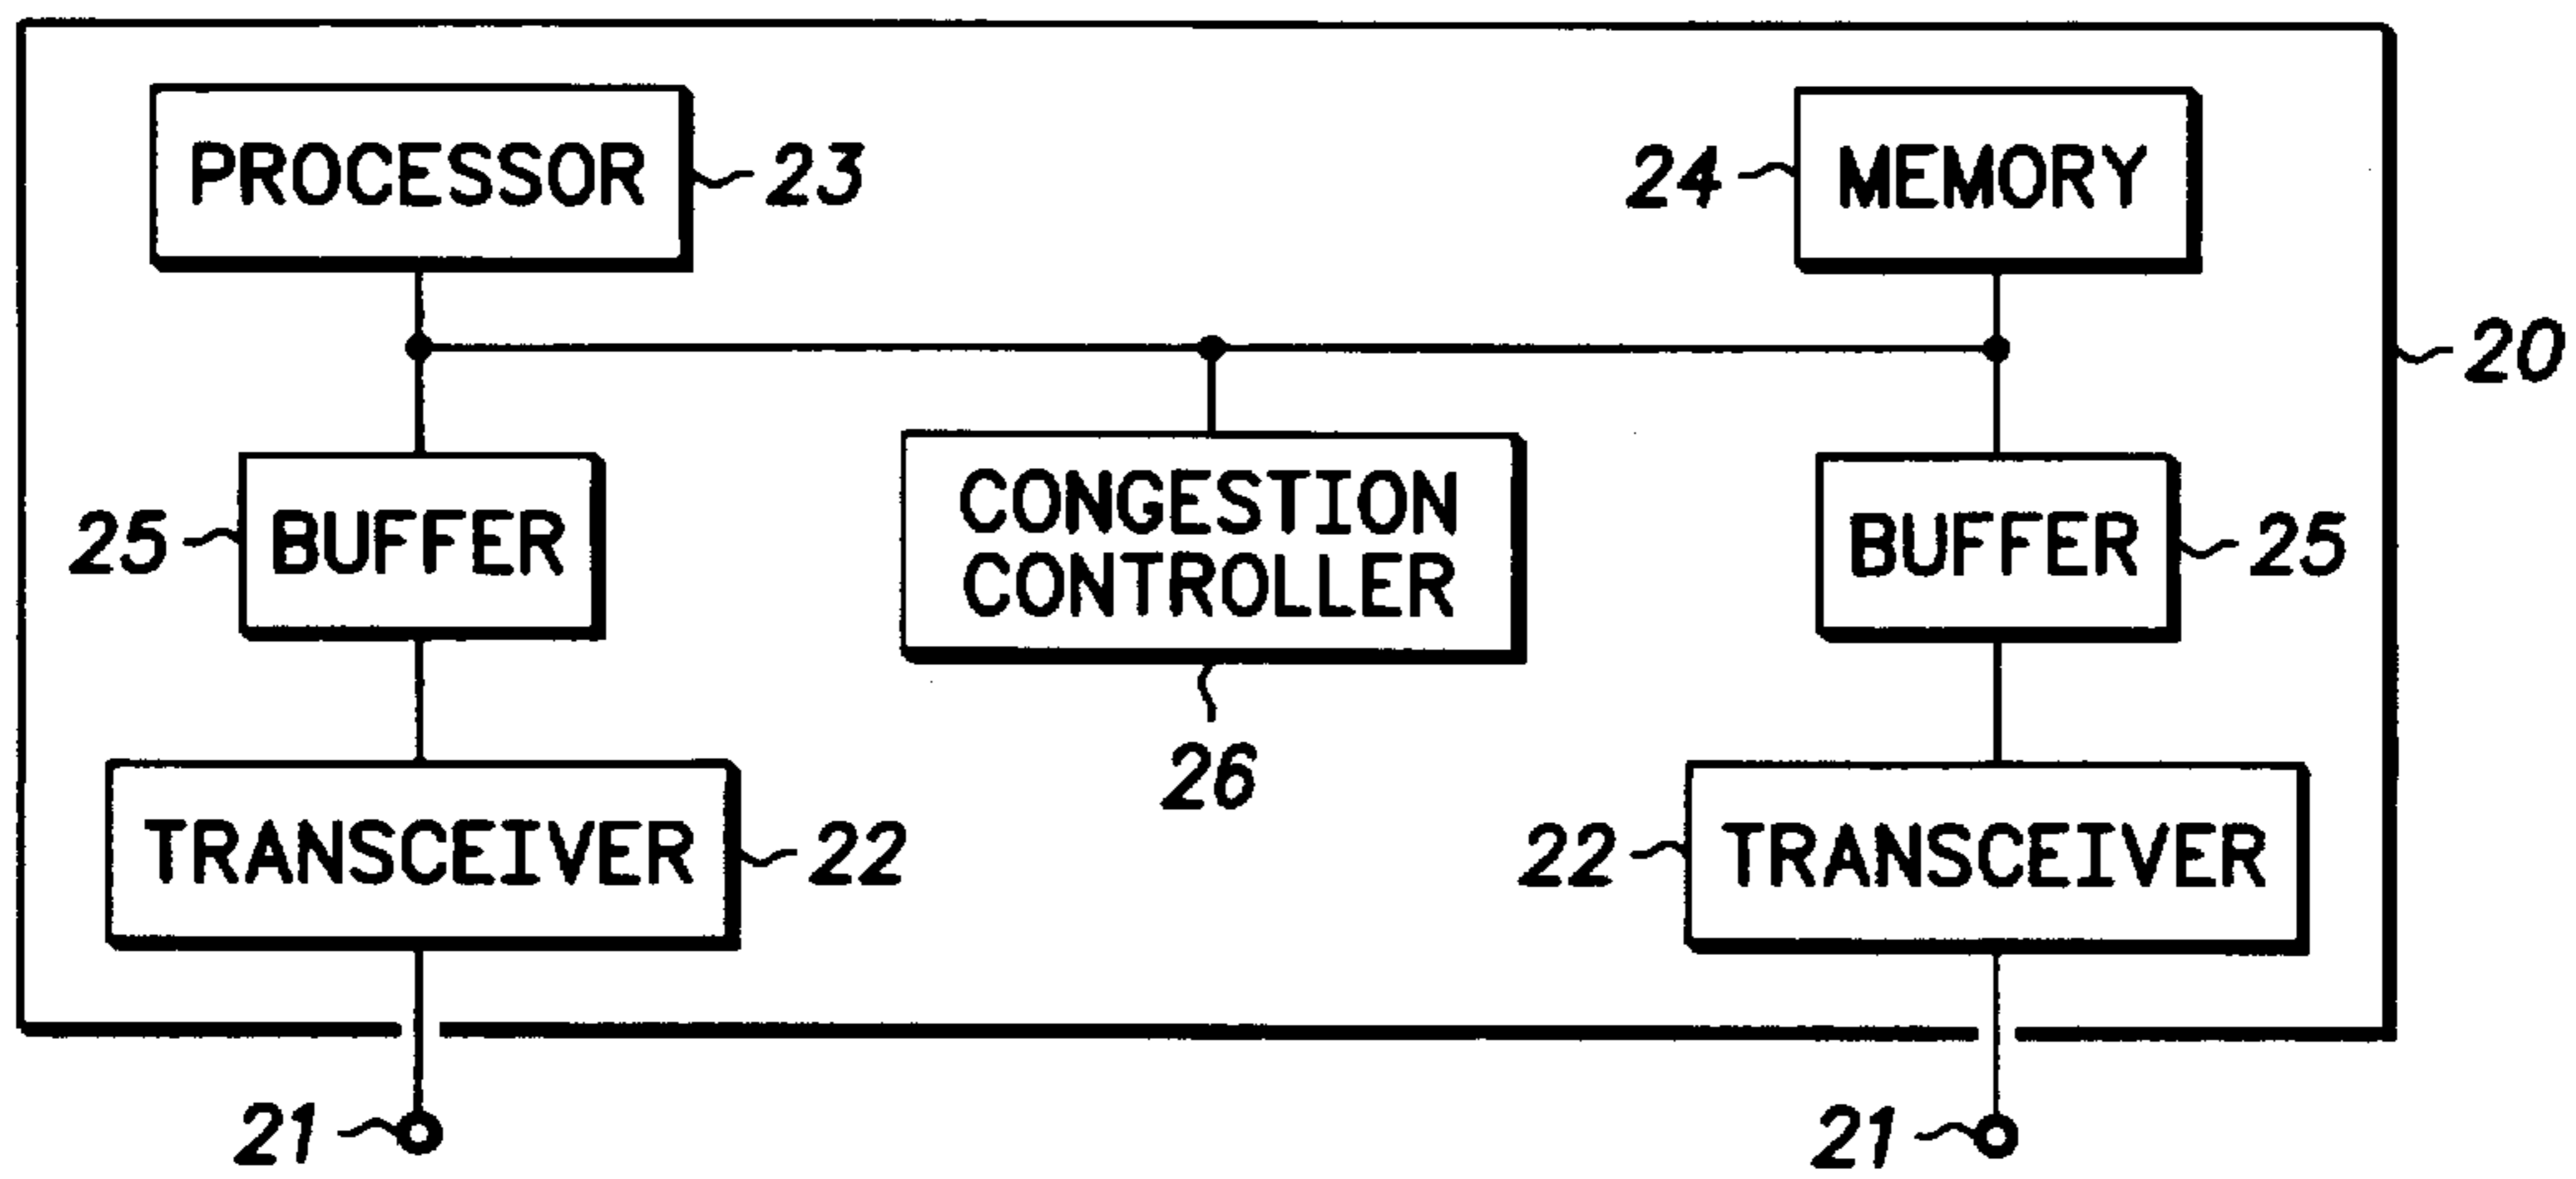 PROCESSOR
23
24
MEMORY
20
25
BUFFER
CONGESTION
CONTROLLER
BUFFER
25
26
TRANSCEIVER
22
22
TRANSCEIVER
21
21